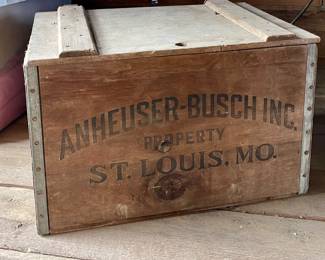 ANHEUSER-BUSCH INC.
PROPERTY
ST. LOUIS, MO.